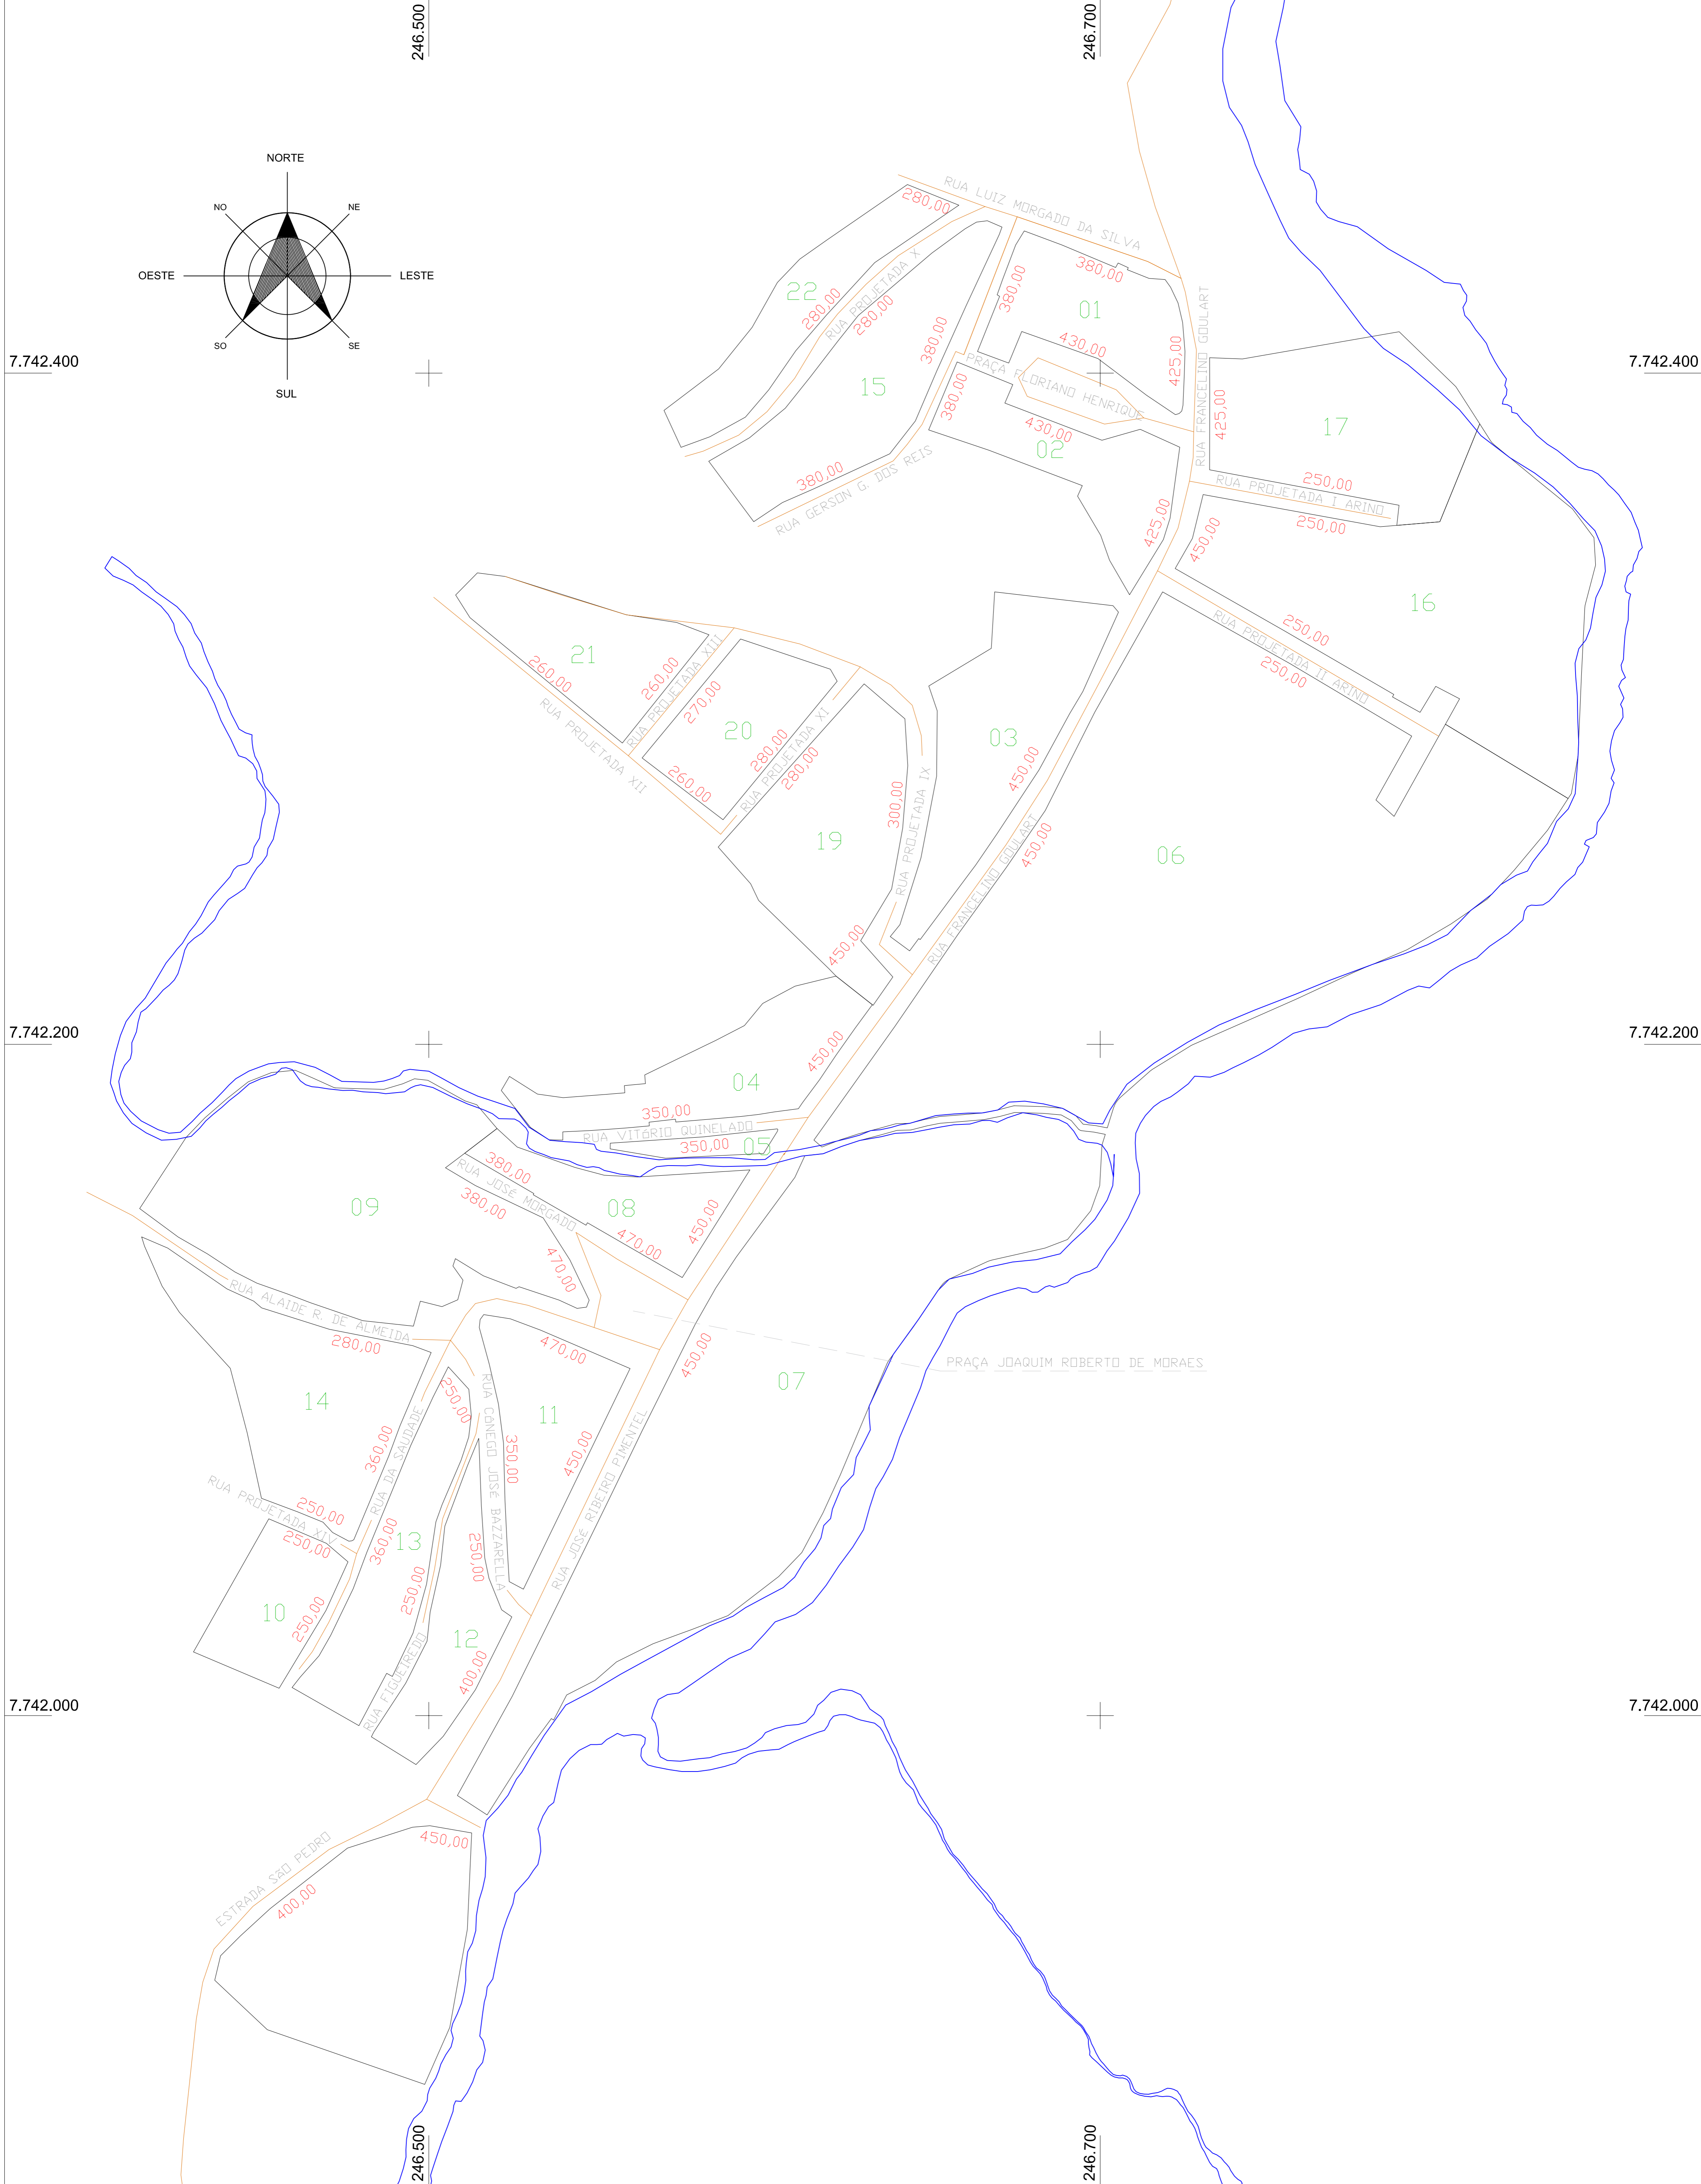 246.500
246.700
NORTE
NO
NE
OESTE
LESTE
SO
SE
SUL
7.742.400
7.742.400
RUA LUIZ MORGADO DA SILVA
280,00
22
280,00
RUA PROJETADA X
280,00
380,00
380,00
01
380,00
430,00
425,00
RUA FRANCELINO GOULART
PRAÇA FLORIANO HENRIQUE
15
380,00
430,00
02
425,00
17
380,00
RUA GERSON G. DOS REIS
250,00
RUA PROJETADA I ARINO
250,00
425,00
450,00
16
250,00
RUA PROJETADA II ARINO
250,00
21
260,00
260,00
RUA PROJETADA XIII
270,00
RUA PROJETADA XII
20
260,00
280,00
RUA PROJETADA XI
280,00
03
450,00
19
300,00
RUA PROJETADA IX
RUA FRANCELINO GOULART
450,00
06
450,00
7.742.200
7.742.200
450,00
04
350,00
RUA VITÓRIO QUINELADO
350,00
05
380,00
RUA JOSÉ MORGADO
380,00
08
450,00
470,00
470,00
09
RUA ALAIDE R. DE ALMEIDA
280,00
470,00
450,00
07
PRAÇA JOAQUIM ROBERTO DE MORAES
14
250,00
RUA CÔNEGO JOSÉ BAZZARELLA
11
350,00
450,00
360,00
RUA DA SAUDADE
RUA JOSÉ RIBEIRO PIMENTEL
RUA PROJETADA XIV
250,00
250,00
360,00
13
250,00
250,00
10
250,00
12
RUA FIGUEIREDO
400,00
7.742.000
7.742.000
450,00
ESTRADA SÃO PEDRO
400,00
246.500
246.700